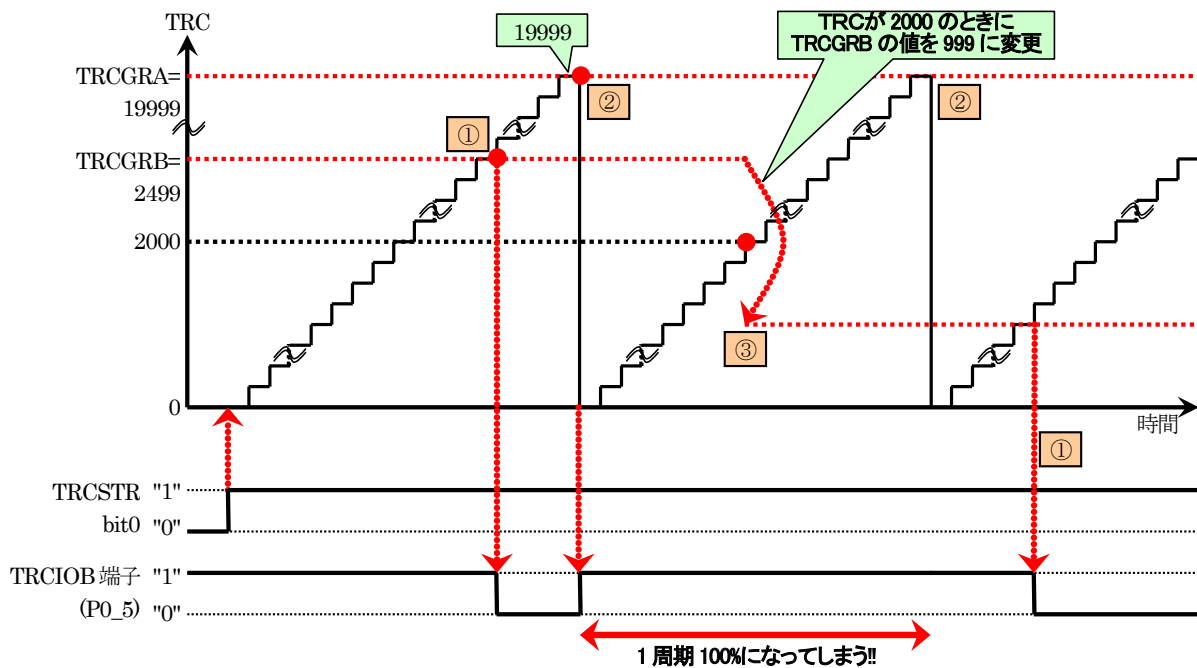 TRC
19999
TRCが 2000 のときに
TRCGRB の値を 999 に変更
TRCGRA=
19999
②
②
①
TRCGRB=
2499
2000
③
0
時間
①
TRCSTR "1"
bit0 "0"
TRCIOB 端子 "1"
(P0_5) "0"
1 周期 100%になってしまう!!